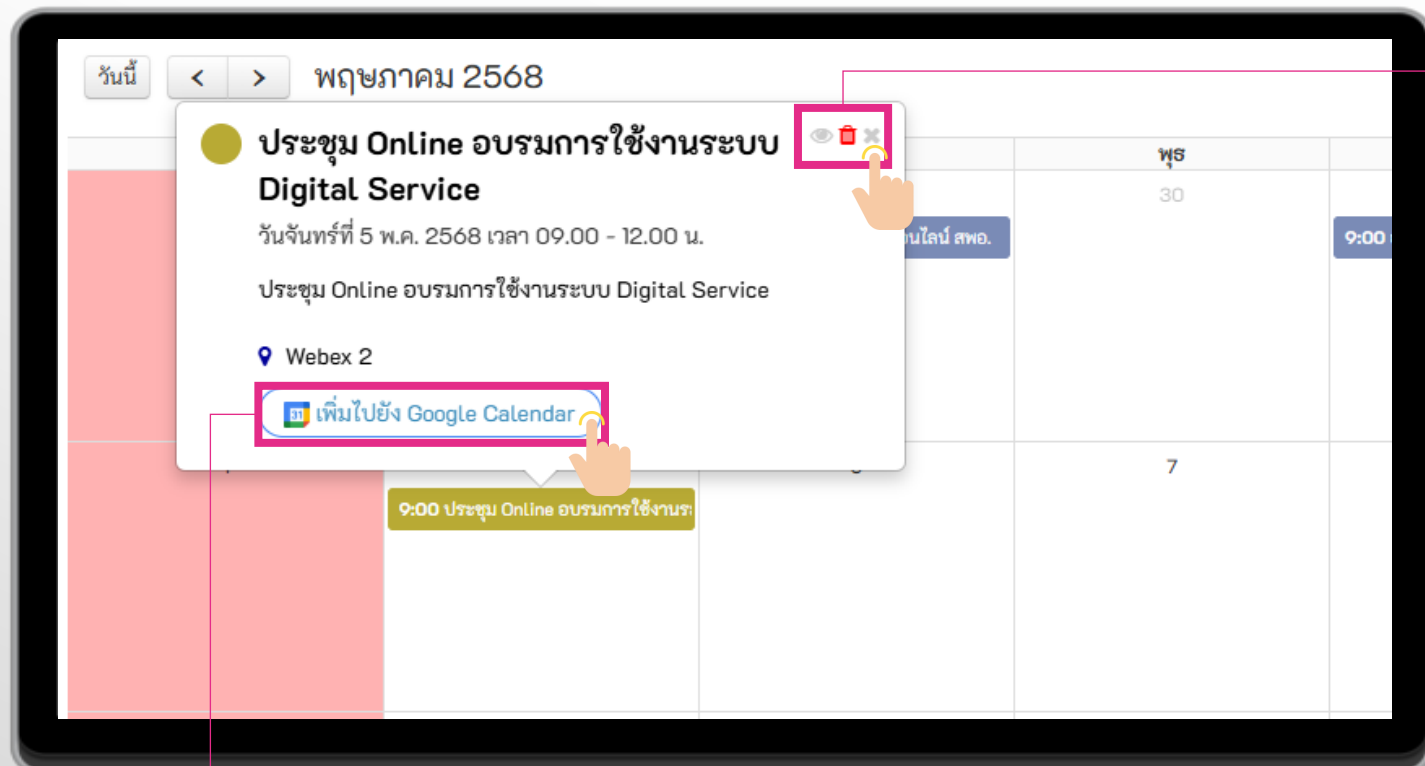 วันนี้ < > พฤษภาคม 2568
ประชุม Online อบรมการใช้งานระบบ
Digital Service
วันจันทร์ที่ 5 พ.ค. 2568 เวลา 09.00 - 12.00 น.
ประชุม Online อบรมการใช้งานระบบ Digital Service
Webex 2
31 เพิ่มไปยัง Google Calendar
พุธ
30
สพอ.
9:00
7
9:00 ประชุม Online อบรมการใช้งานระ